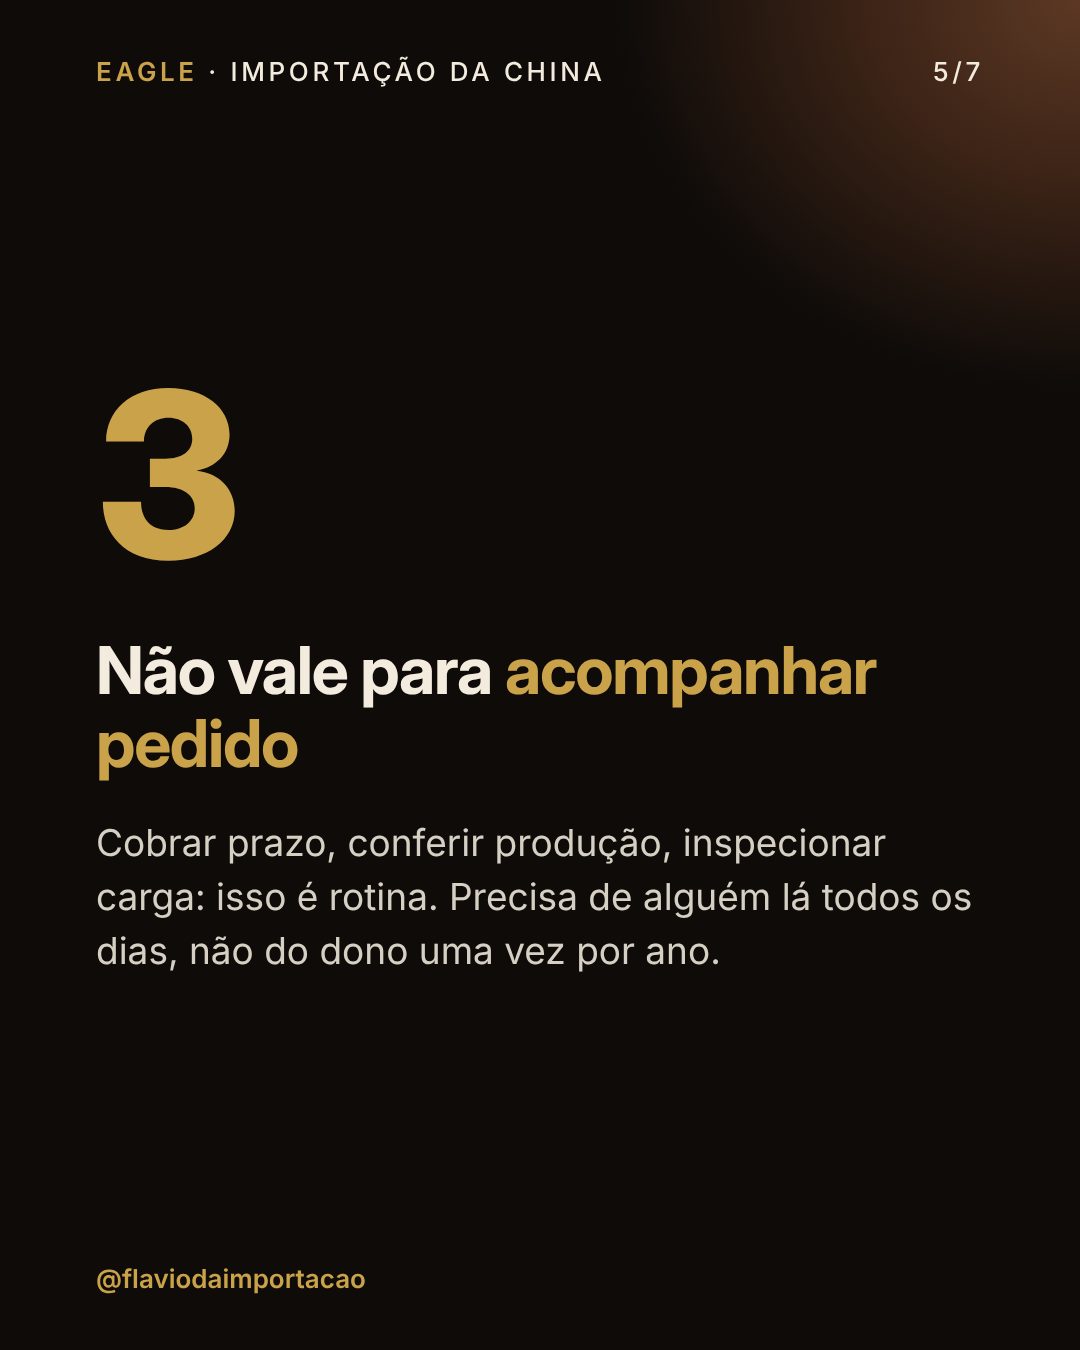 EAGLE · IMPORTAÇÃO DA CHINA
5/7
3
Não vale para acompanhar
pedido
Cobrar prazo, conferir produção, inspecionar
carga: isso é rotina. Precisa de alguém lá todos os
dias, não do dono uma vez por ano.
@flaviodaimportacao